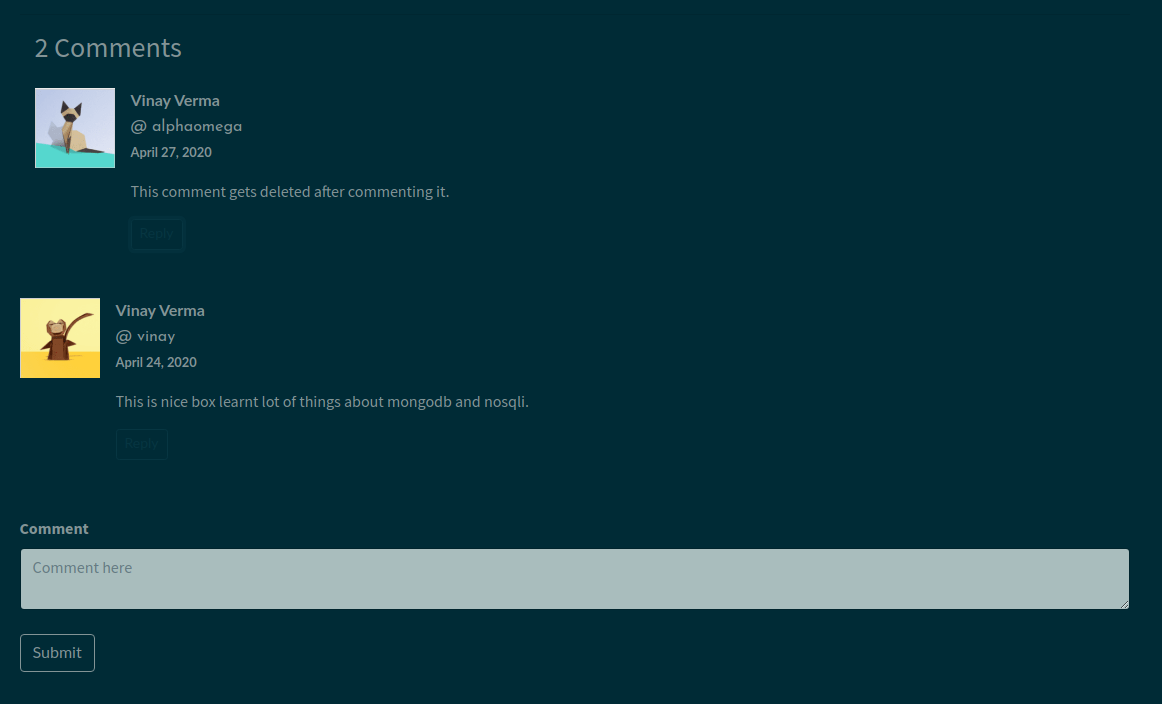 2 Comments
Vinay Verma
@ alphaomega
April 27, 2020
This comment gets deleted after commenting it.
Reply
Vinay Verma
@ vinay
April 24, 2020
This is nice box learnt lot of things about mongodb and nosqli.
Reply
Comment
Comment here
Submit